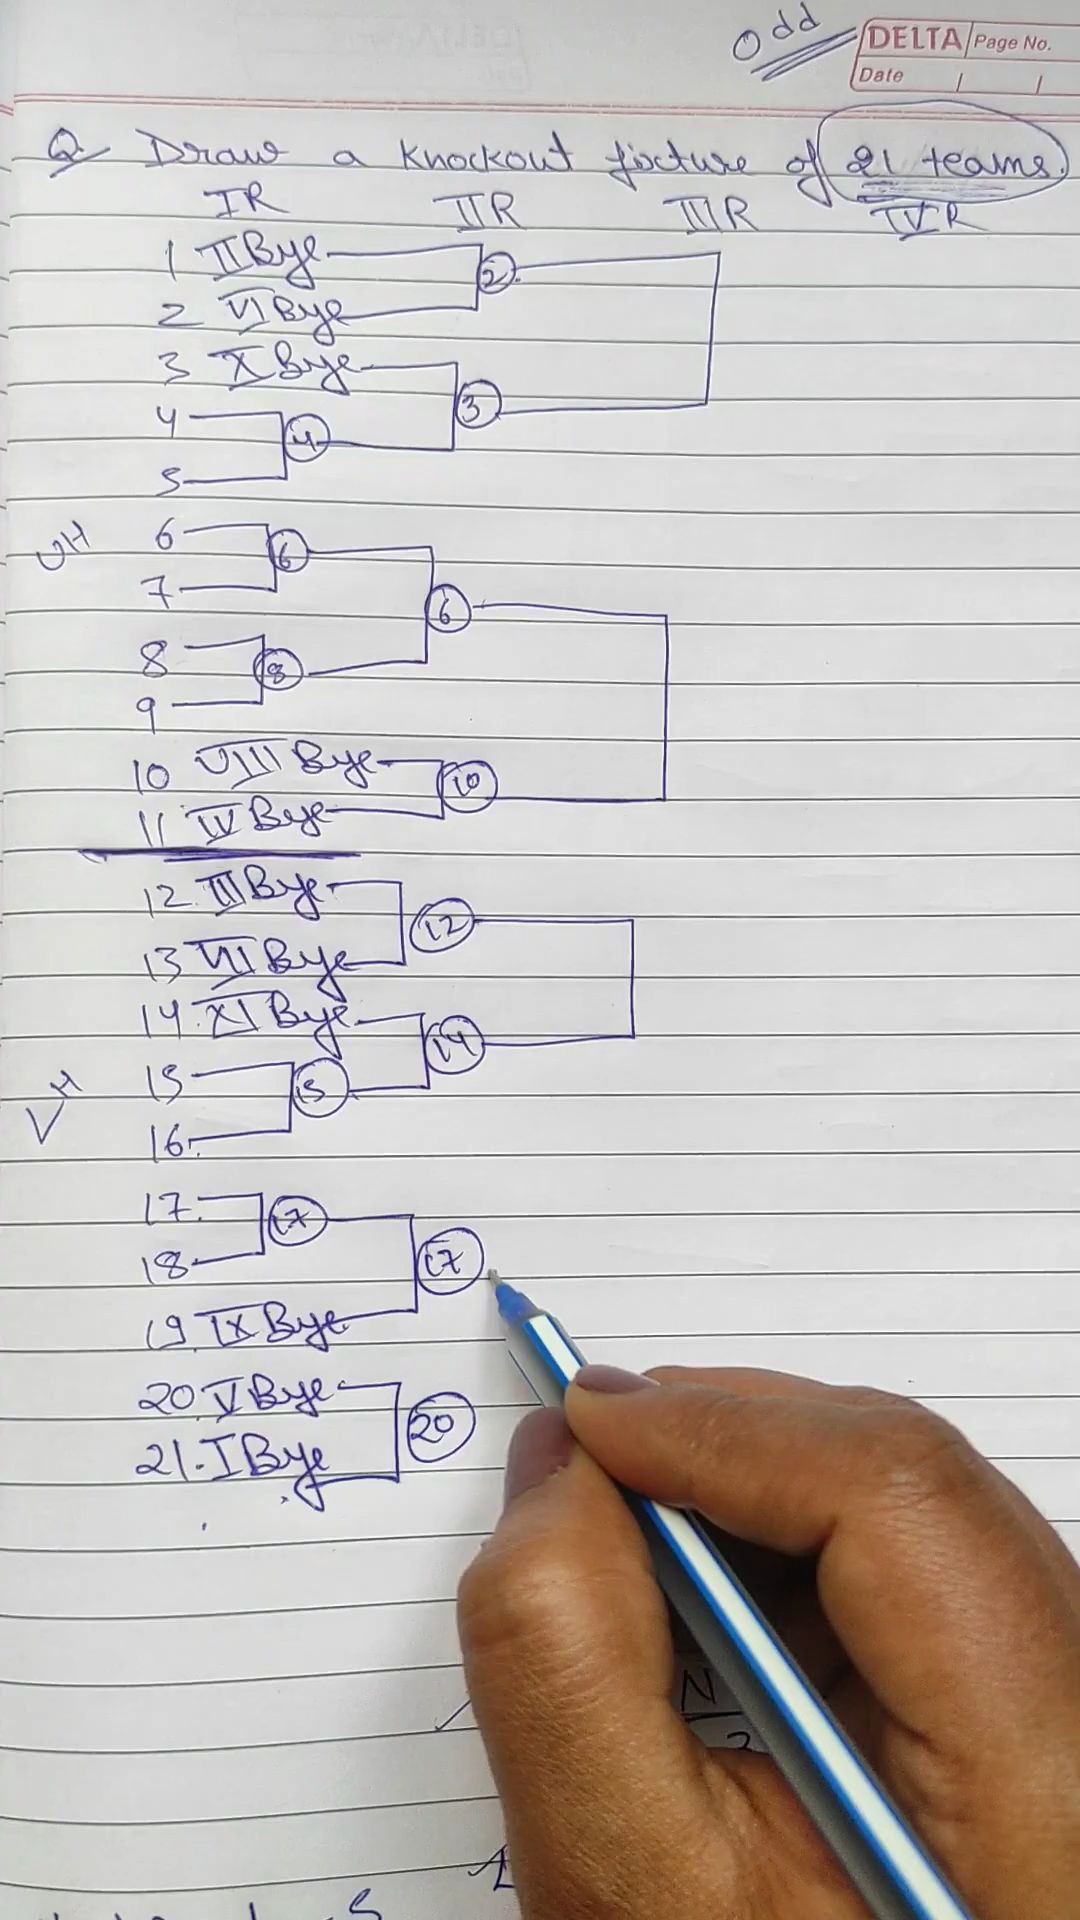 Odd
DELTA Page No.
Date
Q Draw a Knockout fixture of 21 teams.
IR IIR IIIR IVR
1 II Bye
2
2 VI Bye
3 X Bye
3
4
4
5
UH
6
6
7
6
8
8
9
10 VIII Bye
10
11 IV Bye
12. III Bye
12
13 VII Bye
14. XI Bye
14
15
15
16.
VH
17.
17
18
17
19. IX Bye
20. V Bye
20
21. I Bye
N
2